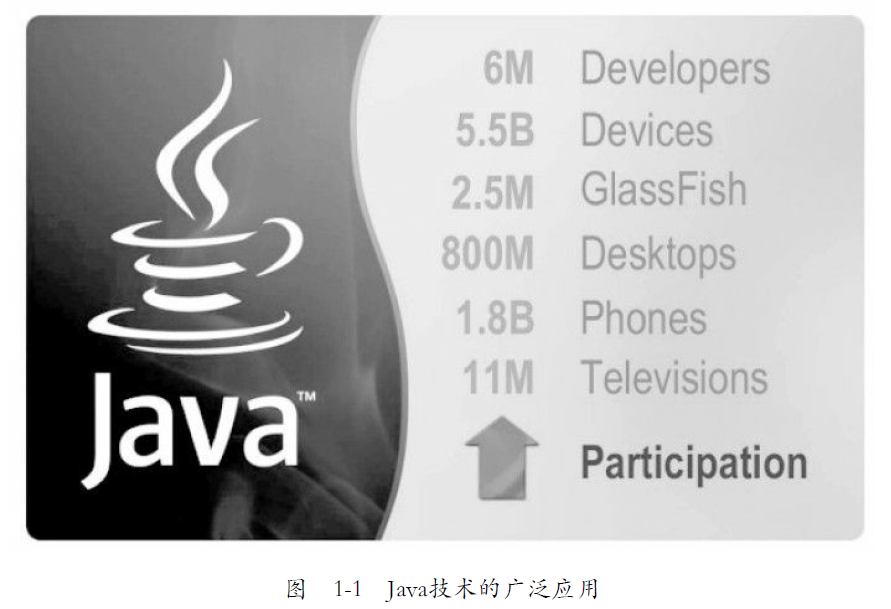 Java™
6M Developers
5.5B Devices
2.5M GlassFish
800M Desktops
1.8B Phones
11M Televisions
Participation
图 1-1 Java技术的广泛应用